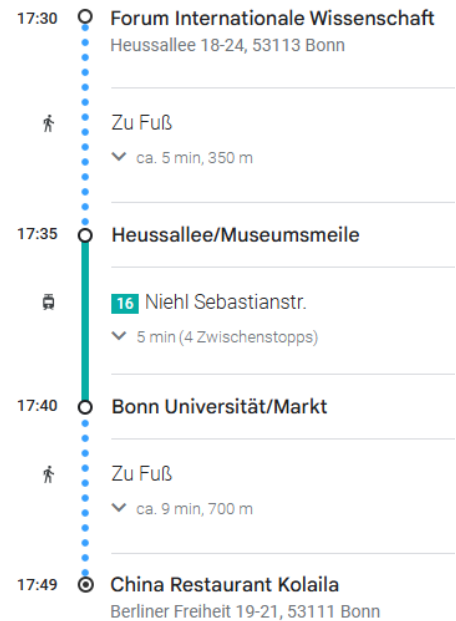 17:30 Forum Internationale Wissenschaft
Heussallee 18-24, 53113 Bonn
Zu Fuß
ca. 5 min, 350 m
17:35 Heussallee/Museumsmeile
16 Niehl Sebastianstr.
5 min (4 Zwischenstopps)
17:40 Bonn Universität/Markt
Zu Fuß
ca. 9 min, 700 m
17:49 China Restaurant Kolaila
Berliner Freiheit 19-21, 53111 Bonn